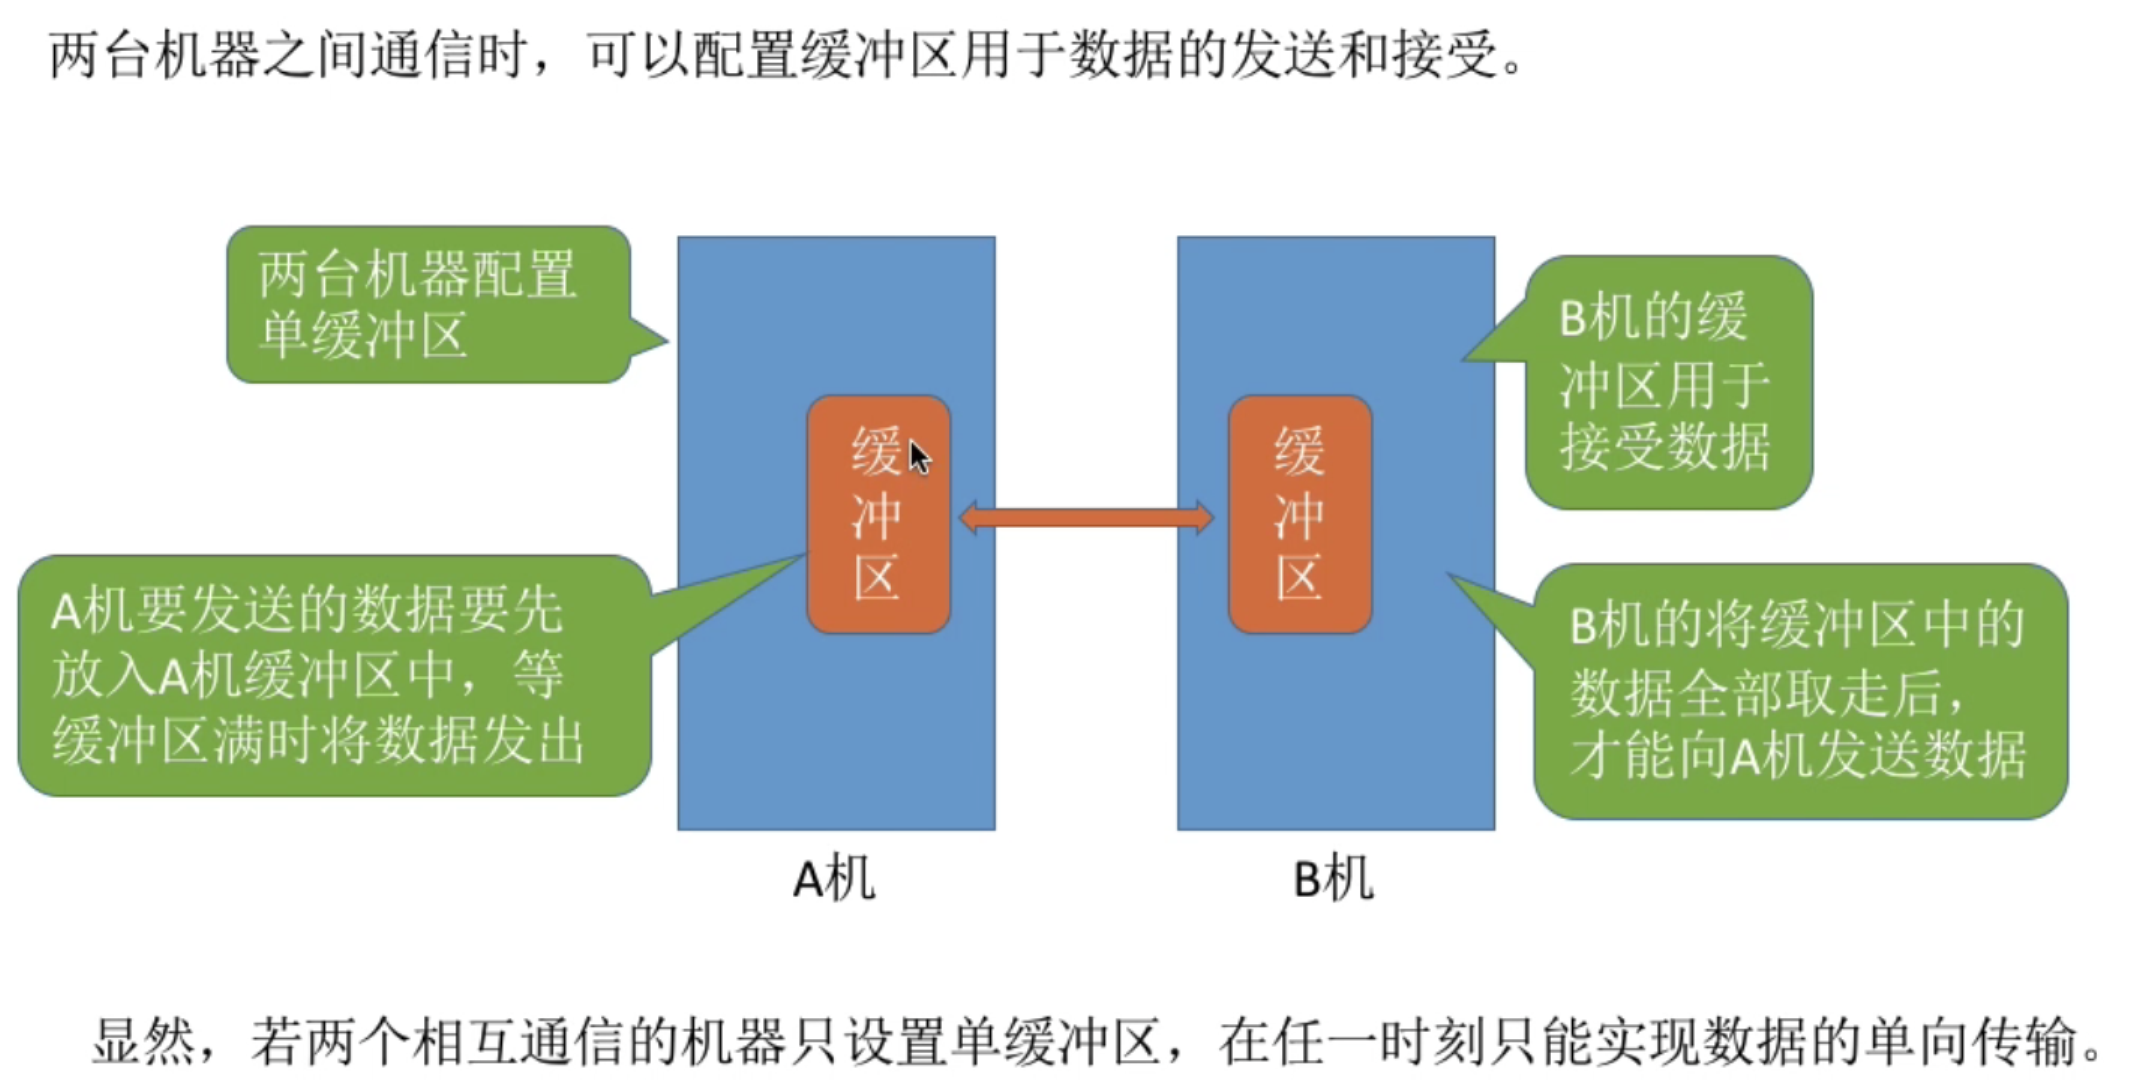 两台机器之间通信时，可以配置缓冲区用于数据的发送和接受。
两台机器配置
单缓冲区
B机的缓
冲区用于
接受数据
缓
冲
区
缓
冲
区
A机要发送的数据要先
放入A机缓冲区中，等
缓冲区满时将数据发出
B机的将缓冲区中的
数据全部取走后，
才能向A机发送数据
A机
B机
显然，若两个相互通信的机器只设置单缓冲区，在任一时刻只能实现数据的单向传输。